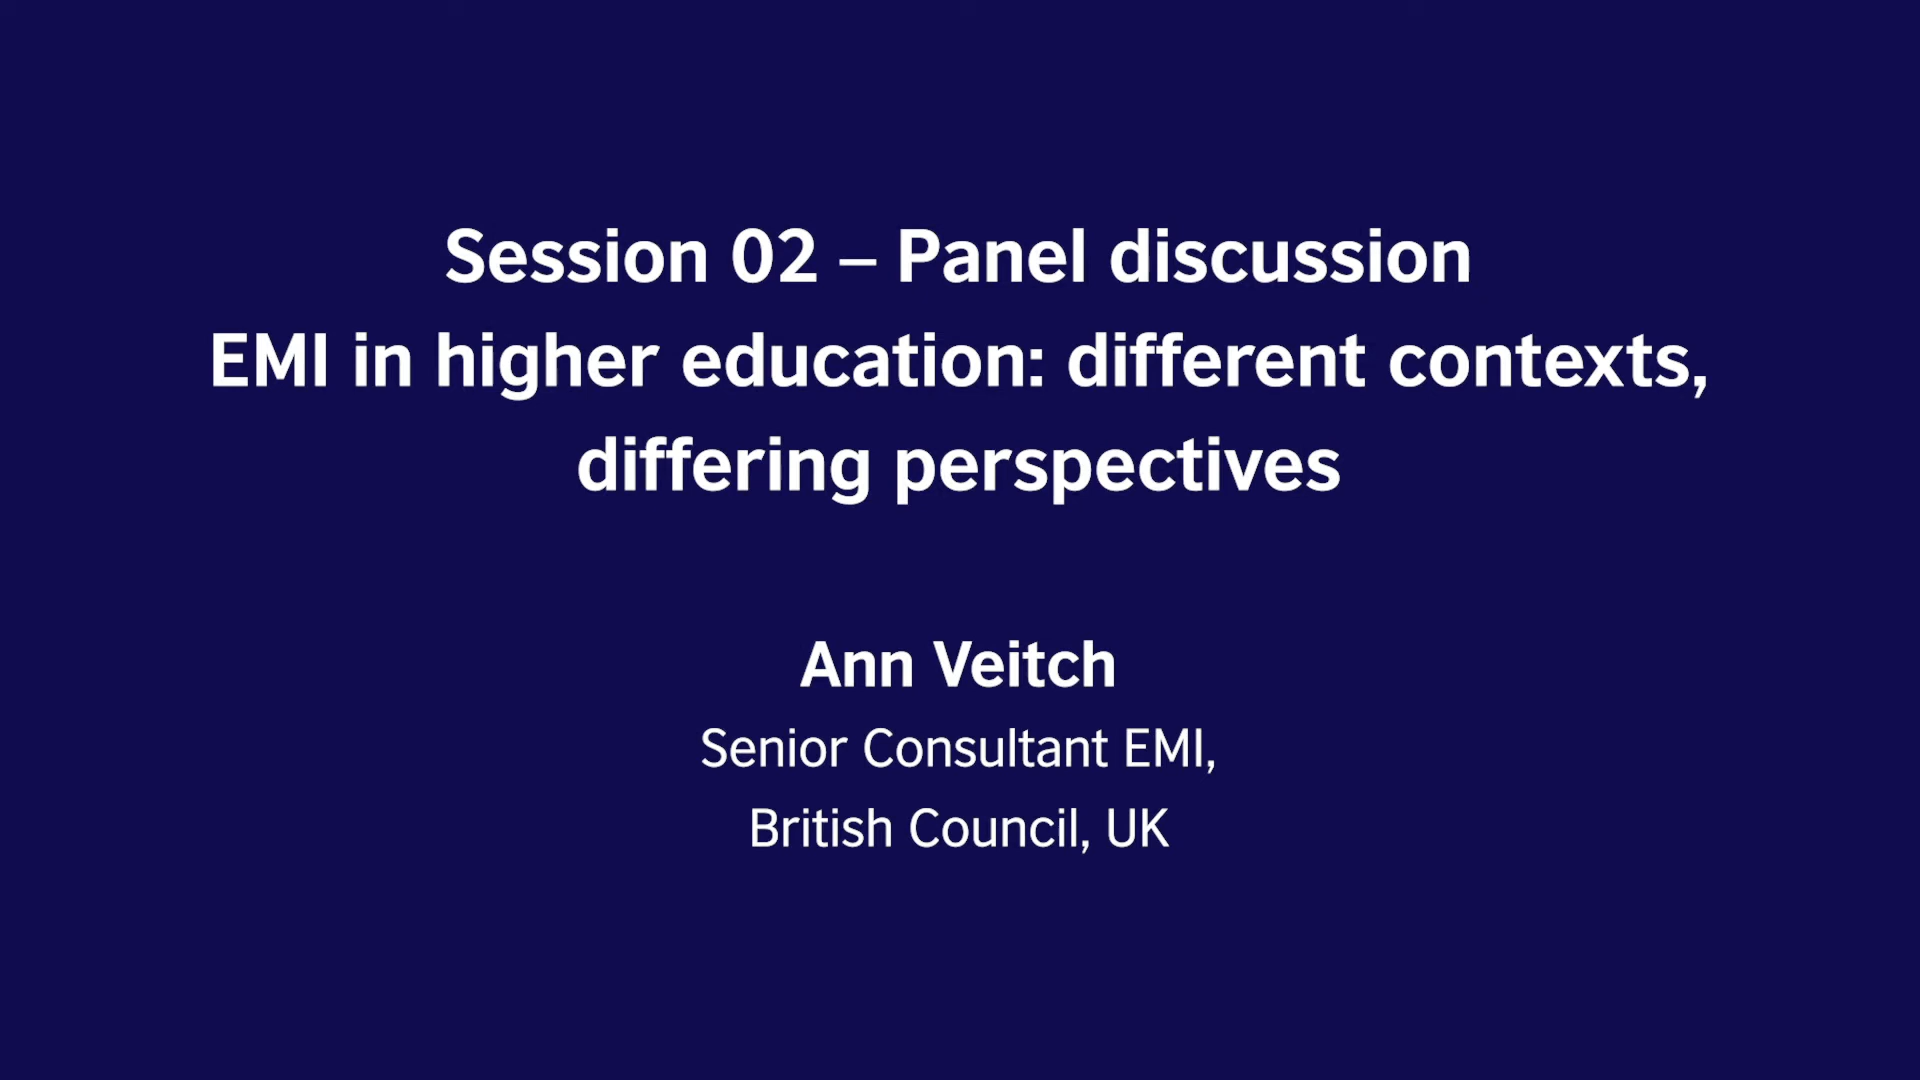 Session 02 – Panel discussion
EMI in higher education: different contexts,
differing perspectives
Ann Veitch
Senior Consultant EMI,
British Council, UK